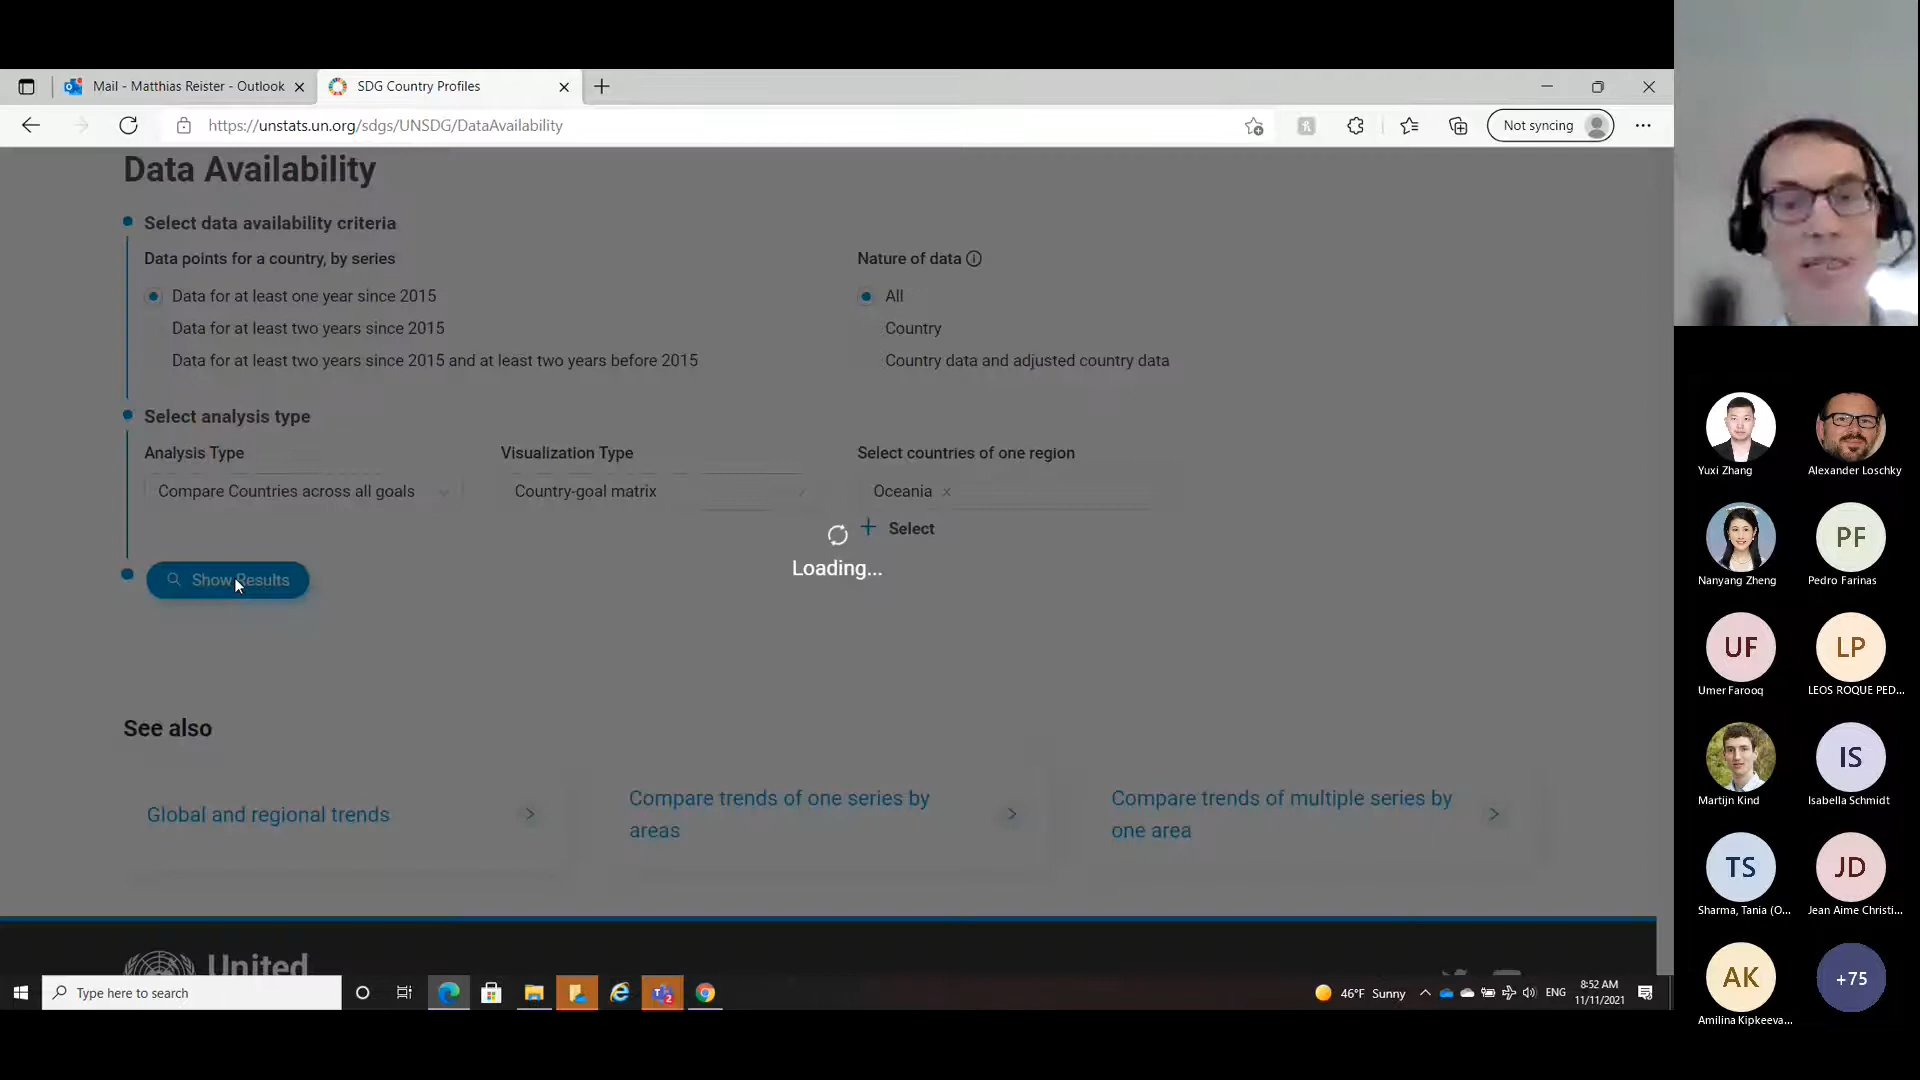 Mail - Matthias Reister - Outlook
SDG Country Profiles
https://unstats.un.org/sdgs/UNSDG/DataAvailability
Not syncing
Data Availability
Select data availability criteria
Data points for a country, by series
Nature of data
Data for at least one year since 2015
All
Data for at least two years since 2015
Country
Data for at least two years since 2015 and at least two years before 2015
Country data and adjusted country data
Select analysis type
Analysis Type
Visualization Type
Select countries of one region
Compare Countries across all goals
Country-goal matrix
Oceania ×
+ Select
Loading...
Show Results
See also
Global and regional trends
Compare trends of one series by
areas
Compare trends of multiple series by
one area
United
Type here to search
46°F Sunny
ENG
8:52 AM
11/11/2021
Yuxi Zhang
Alexander Loschky
Nanyang Zheng
PF
Pedro Farinas
UF
Umer Farooq
LP
LEOS ROQUE PED...
Martijn Kind
IS
Isabella Schmidt
TS
Sharma, Tania (O...
JD
Jean Aime Christi...
AK
Amilina Kipkeeva...
+75